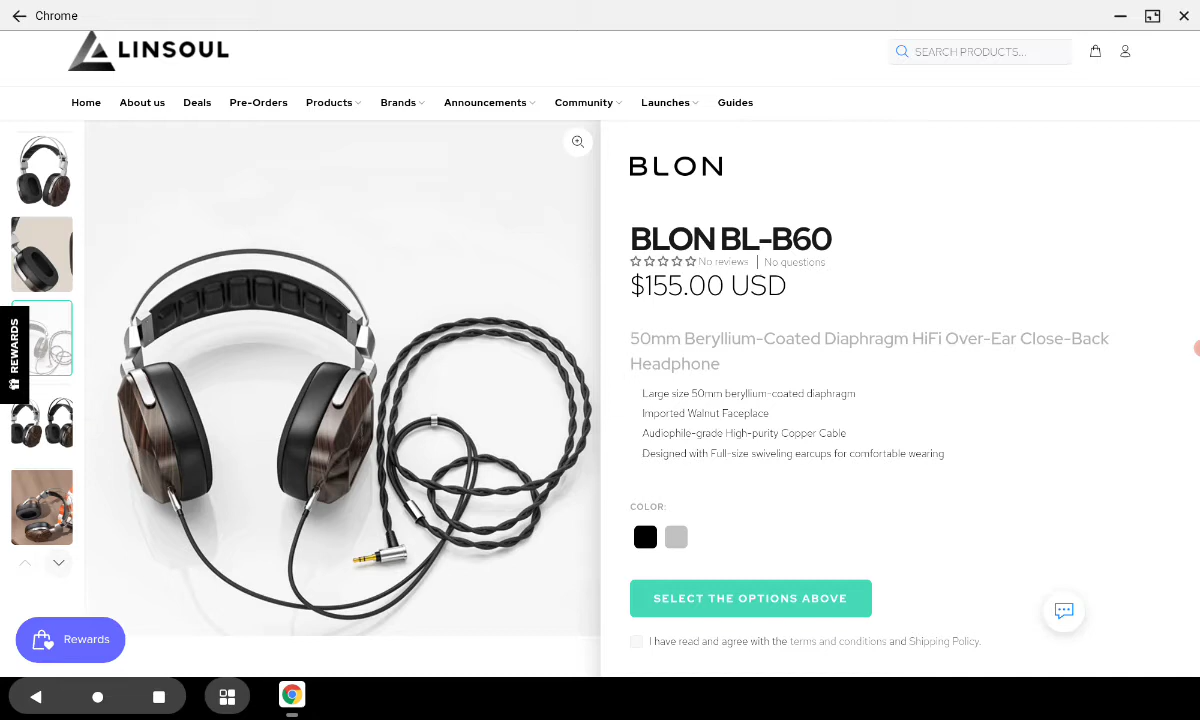 Chrome
LINSOUL
SEARCH PRODUCTS...
Home About us Deals Pre-Orders Products Brands Announcements Community Launches Guides
BLON
BLON BL-B60
No reviews | No questions
$155.00 USD
50mm Beryllium-Coated Diaphragm HiFi Over-Ear Close-Back
Headphone
Large size 50mm beryllium-coated diaphragm
Imported Walnut Faceplace
Audiophile-grade High-purity Copper Cable
Designed with Full-size swiveling earcups for comfortable wearing
COLOR:
SELECT THE OPTIONS ABOVE
I have read and agree with the terms and conditions and Shipping Policy.
REWARDS
Rewards